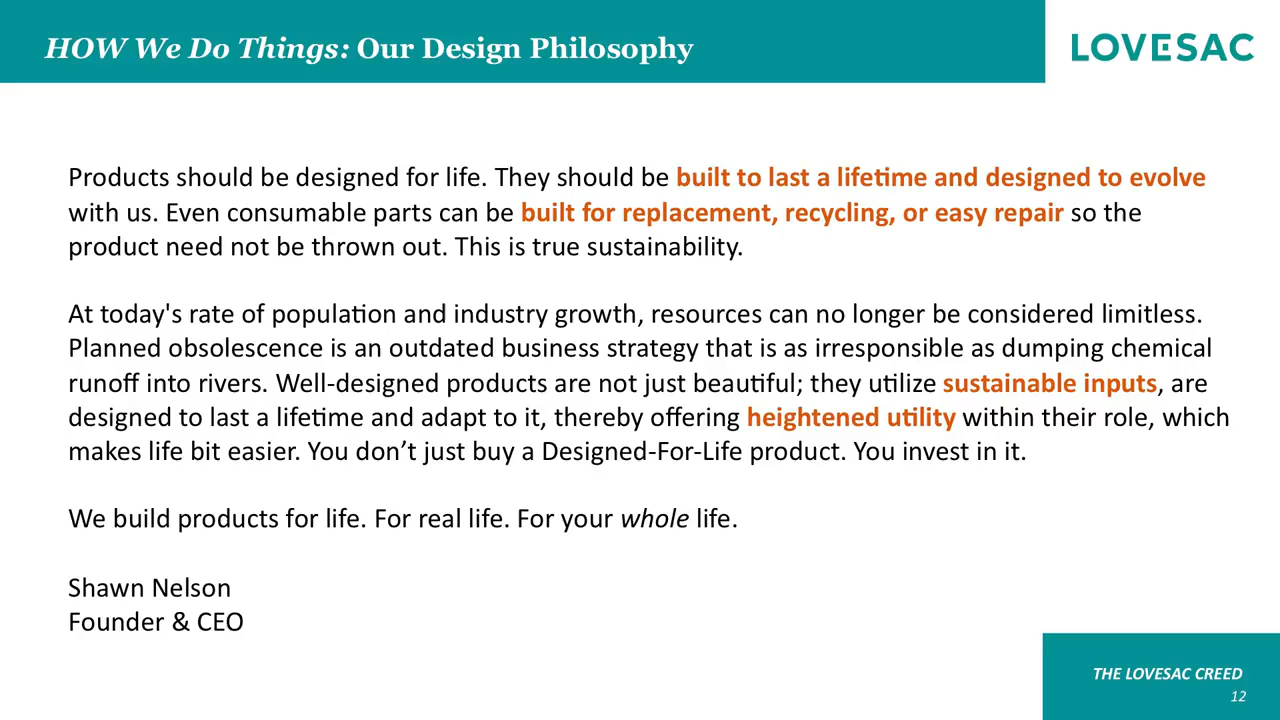 HOW We Do Things: Our Design Philosophy
LOVESAC
Products should be designed for life. They should be built to last a lifetime and designed to evolve
with us. Even consumable parts can be built for replacement, recycling, or easy repair so the
product need not be thrown out. This is true sustainability.
At today's rate of population and industry growth, resources can no longer be considered limitless.
Planned obsolescence is an outdated business strategy that is as irresponsible as dumping chemical
runoff into rivers. Well-designed products are not just beautiful; they utilize sustainable inputs, are
designed to last a lifetime and adapt to it, thereby offering heightened utility within their role, which
makes life bit easier. You don’t just buy a Designed-For-Life product. You invest in it.
We build products for life. For real life. For your whole life.
Shawn Nelson
Founder & CEO
THE LOVESAC CREED
12